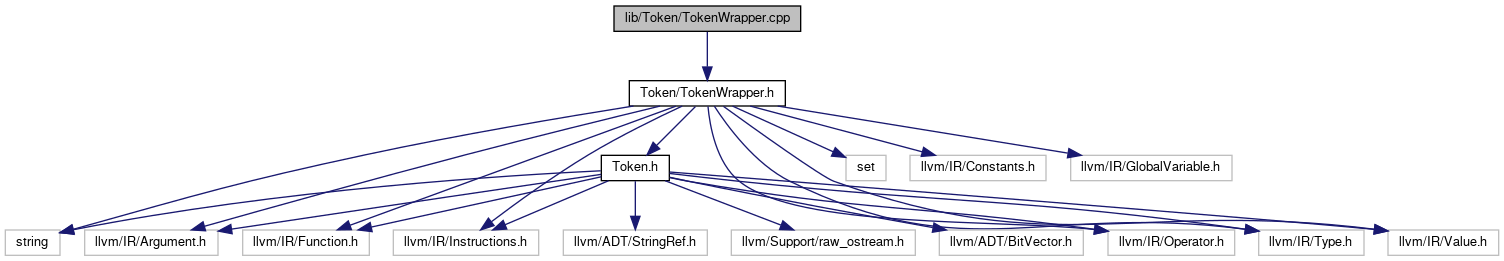 lib/Token/TokenWrapper.cpp
Token/TokenWrapper.h
Token.h
set
llvm/IR/Constants.h
llvm/IR/GlobalVariable.h
string
llvm/IR/Argument.h
llvm/IR/Function.h
llvm/IR/Instructions.h
llvm/ADT/StringRef.h
llvm/Support/raw_ostream.h
llvm/ADT/BitVector.h
llvm/IR/Operator.h
llvm/IR/Type.h
llvm/IR/Value.h